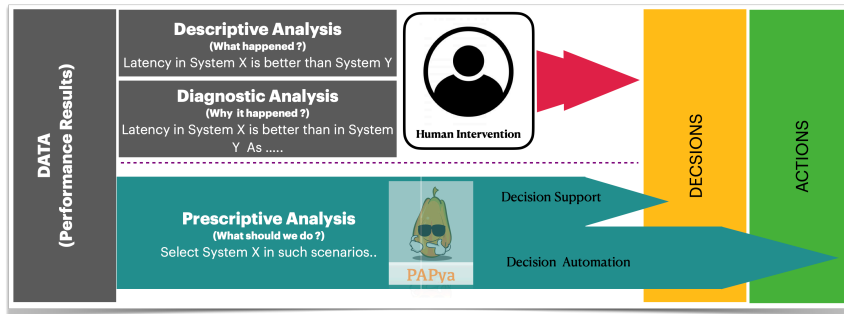 DATA
(Performance Results)
Descriptive Analysis
(What happened ?)
Latency in System X is better than System Y
Diagnostic Analysis
(Why it happened ?)
Latency in System X is better than in System
Y As .....
Human Intervention
Prescriptive Analysis
(What should we do ?)
Select System X in such scenarios..
PAPya
Decision Support
Decision Automation
DECSIONS
ACTIONS